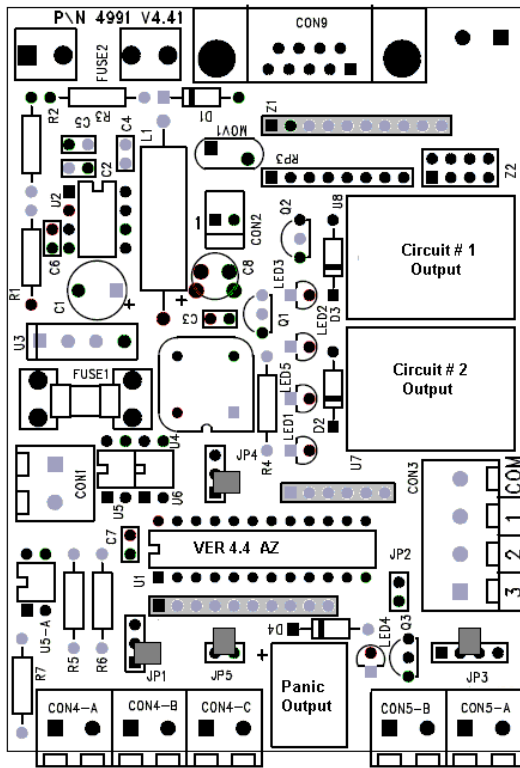 P/N 4991 V4.41
CON9
FUSE2
R2
R3
D1
Z1
C5
C4
L1
MOV1
C2
RP3
Z2
U2
Q2
U8
1
CON2
Circuit # 1
Output
C6
C8
LED3
R1
C1
+
+
D3
C3
Q1
LED2
U3
Circuit # 2
Output
FUSE1
LED5
LED1
D2
U4
R4
JP4
U7
CON3
COM
CON1
U5
U6
1
C7
VER 4.4 AZ
2
JP2
U1
3
U5-A
D4
LED4
Q3
R7
R5
R6
+
JP1
JP5
JP3
Panic
Output
CON4-A
CON4-B
CON4-C
CON5-B
CON5-A